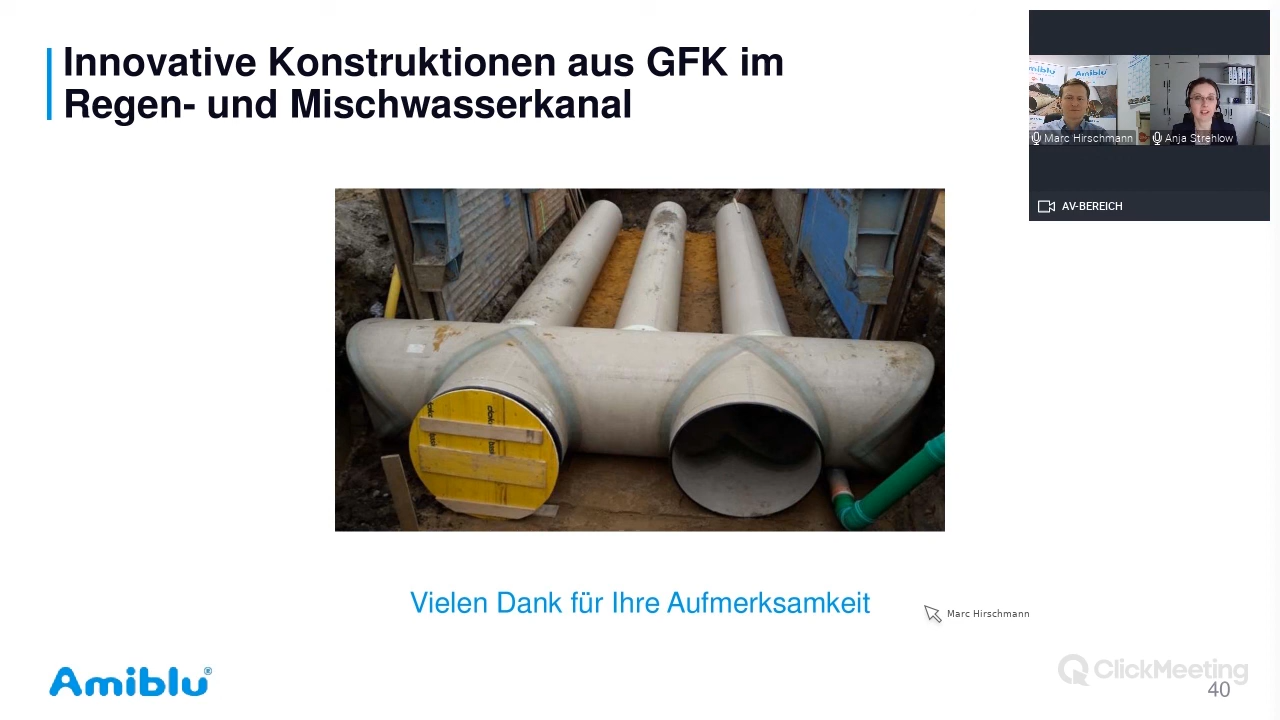 Innovative Konstruktionen aus GFK im
Regen- und Mischwasserkanal
Amiblu
Marc Hirschmann
Anja Strehlow
AV-BEREICH
Vielen Dank für Ihre Aufmerksamkeit
Marc Hirschmann
Amiblu®
ClickMeeting
40